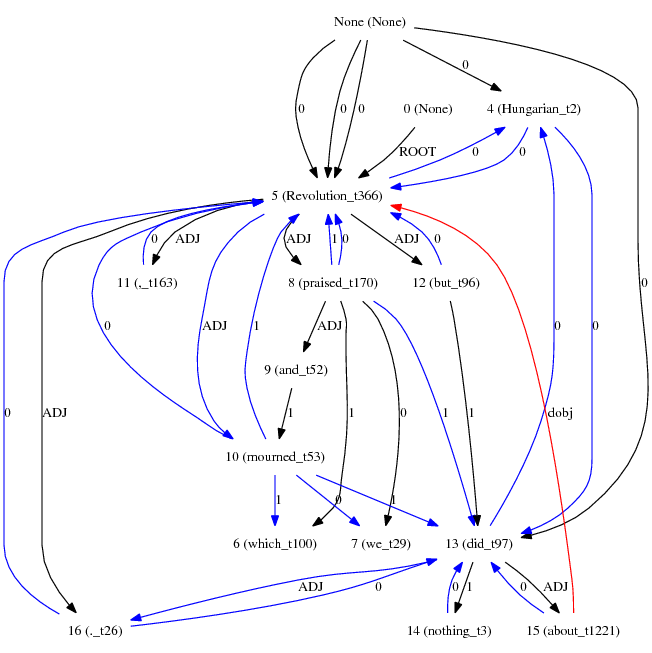 None (None)
0
0 0 0
0 (None)
4 (Hungarian_t2)
ROOT
0 0
5 (Revolution_t366)
0 ADJ ADJ 1 0 ADJ 0
11 (,_t163)
8 (praised_t170)
12 (but_t96)
0
0 ADJ 1 ADJ 1 1 0 0
9 (and_t52)
0 ADJ 1 1 0 1 1 dobj
10 (mourned_t53)
1 0 1
6 (which_t100)
7 (we_t29)
13 (did_t97)
ADJ 0 0 1 0 ADJ
16 (._t26)
14 (nothing_t3)
15 (about_t1221)